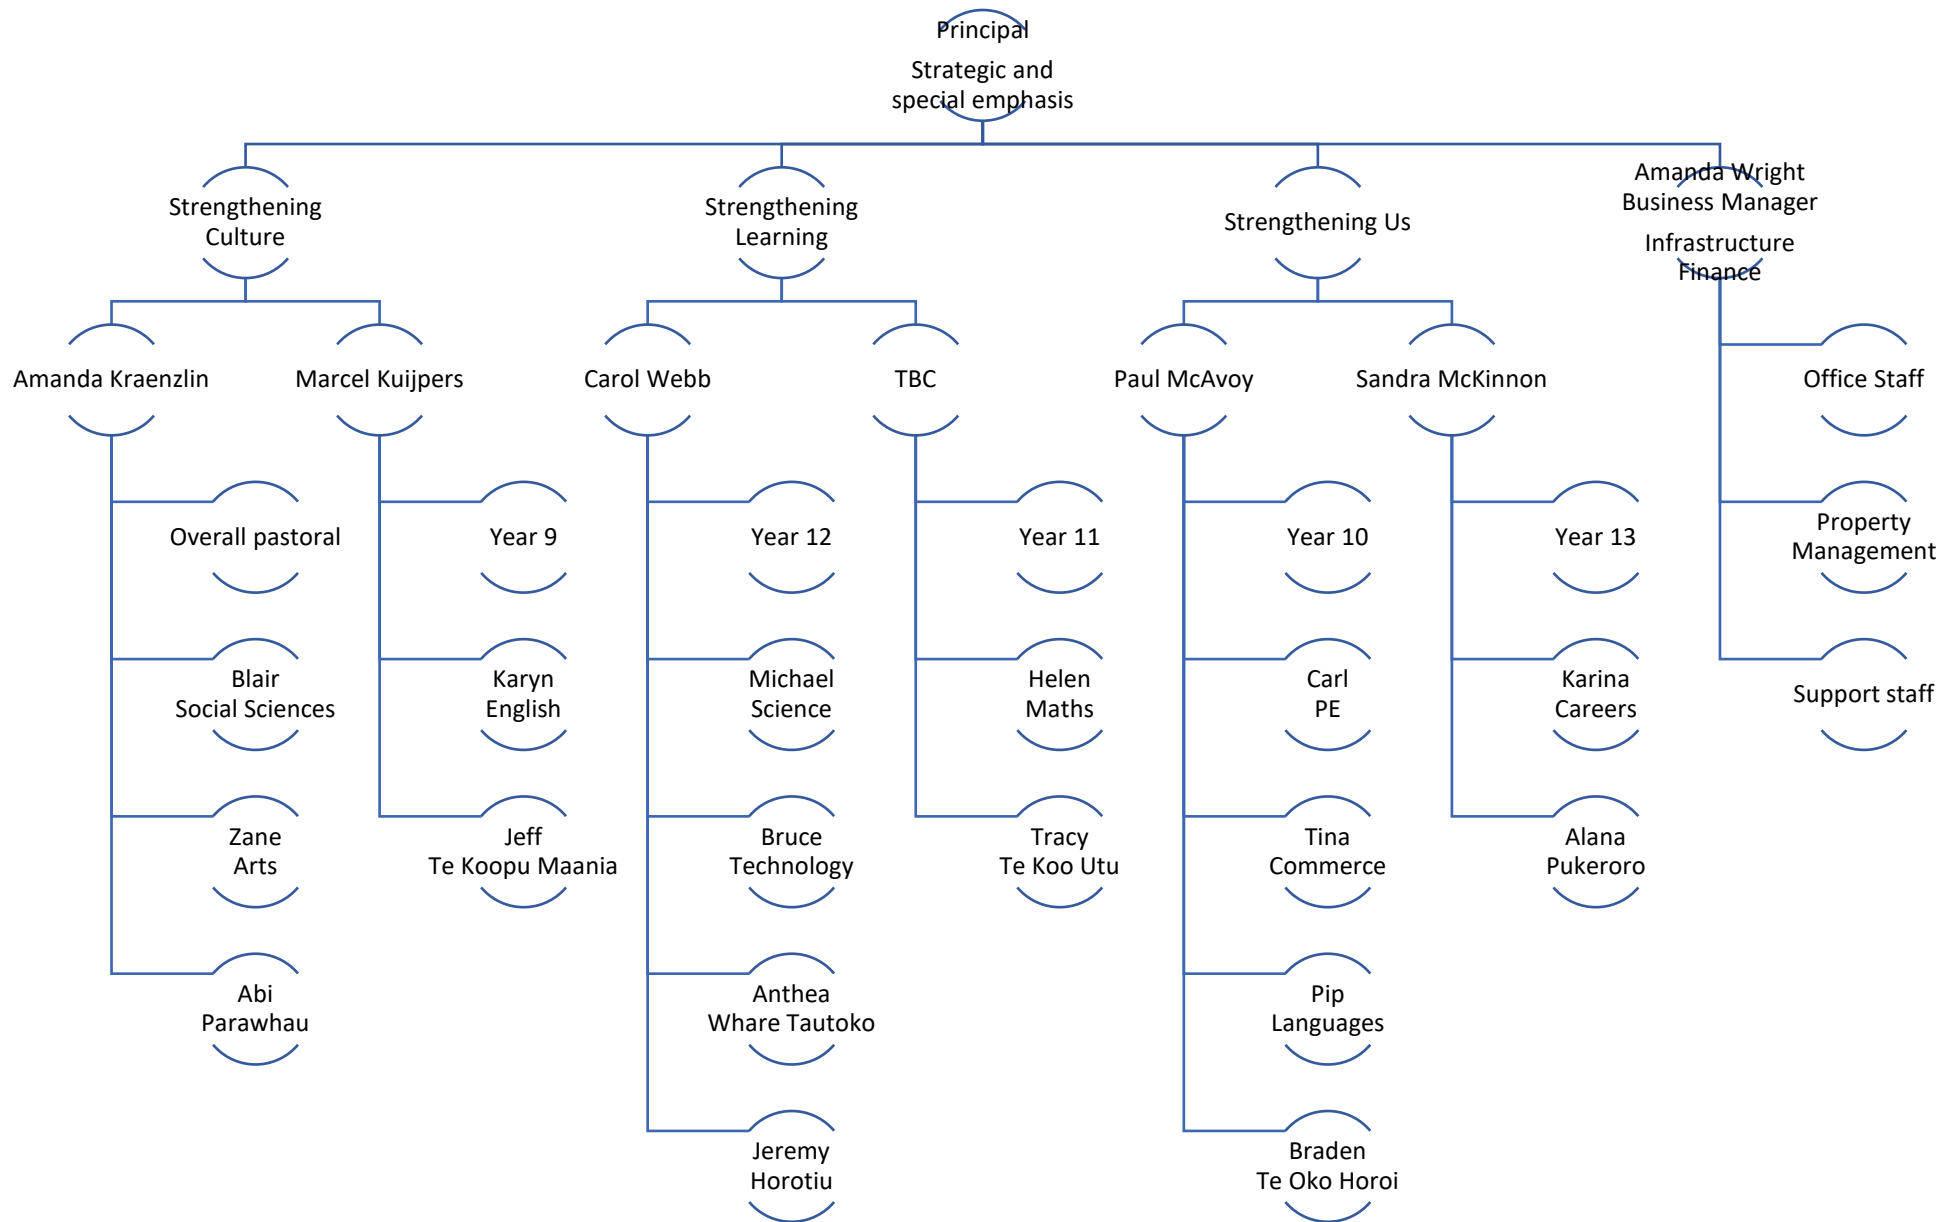 Principal
Strategic and
special emphasis
Strengthening
Culture
Strengthening
Learning
Strengthening Us
Amanda Wright
Business Manager
Infrastructure
Finance
Amanda Kraenzlin
Marcel Kuijpers
Carol Webb
TBC
Paul McAvoy
Sandra McKinnon
Office Staff
Overall pastoral
Year 9
Year 12
Year 11
Year 10
Year 13
Property
Management
Blair
Social Sciences
Karyn
English
Michael
Science
Helen
Maths
Carl
PE
Karina
Careers
Support staff
Zane
Arts
Jeff
Te Koopu Maania
Bruce
Technology
Tracy
Te Koo Utu
Tina
Commerce
Alana
Pukeroro
Abi
Parawhau
Anthea
Whare Tautoko
Pip
Languages
Jeremy
Horotiu
Braden
Te Oko Horoi